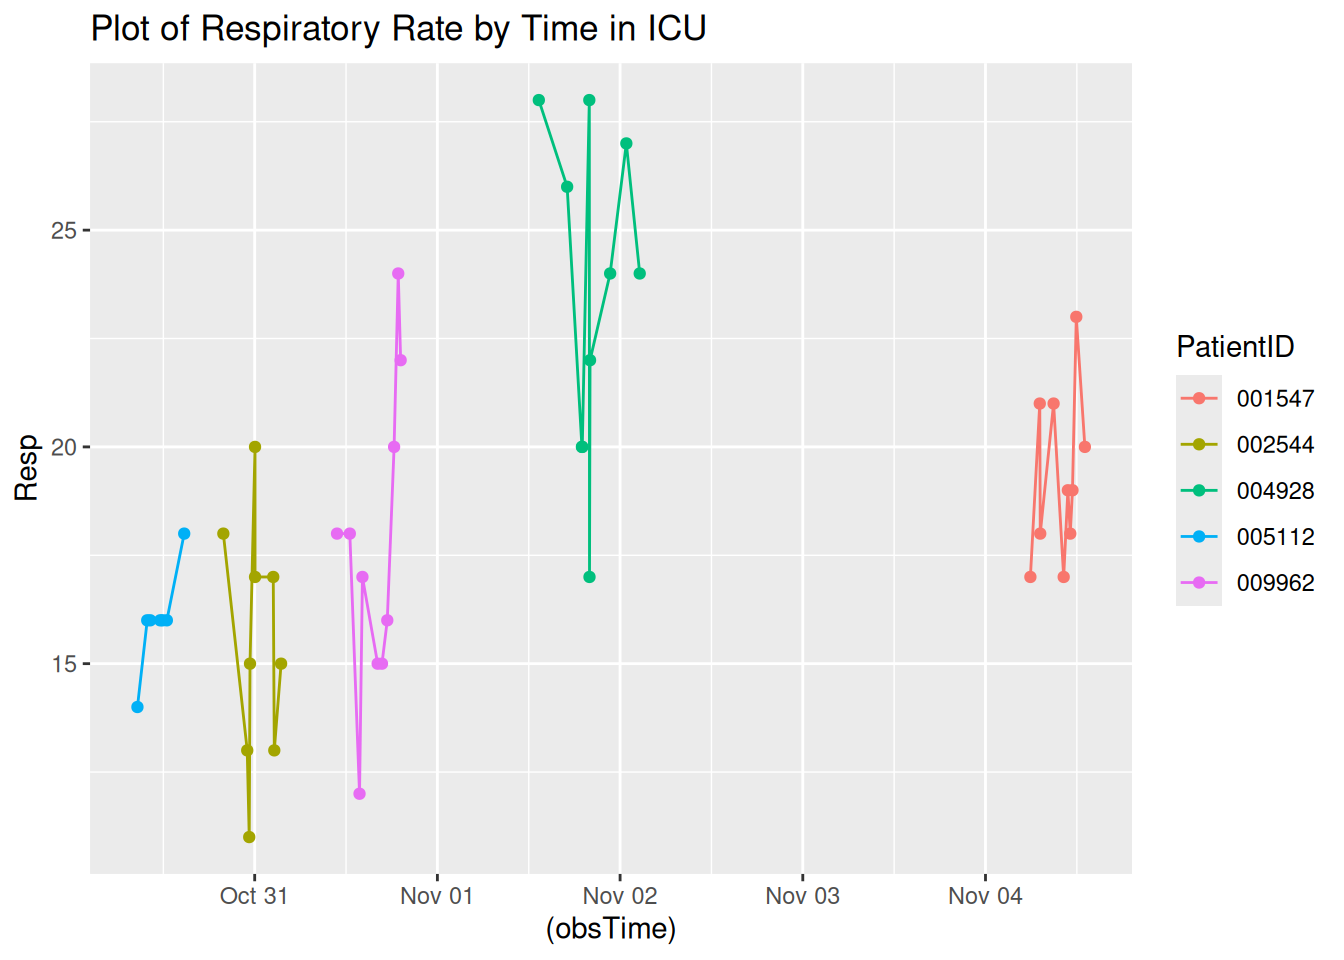 Plot of Respiratory Rate by Time in ICU
25
20
15
Resp
Oct 31
Nov 01
Nov 02
Nov 03
Nov 04
(obsTime)
PatientID
001547
002544
004928
005112
009962